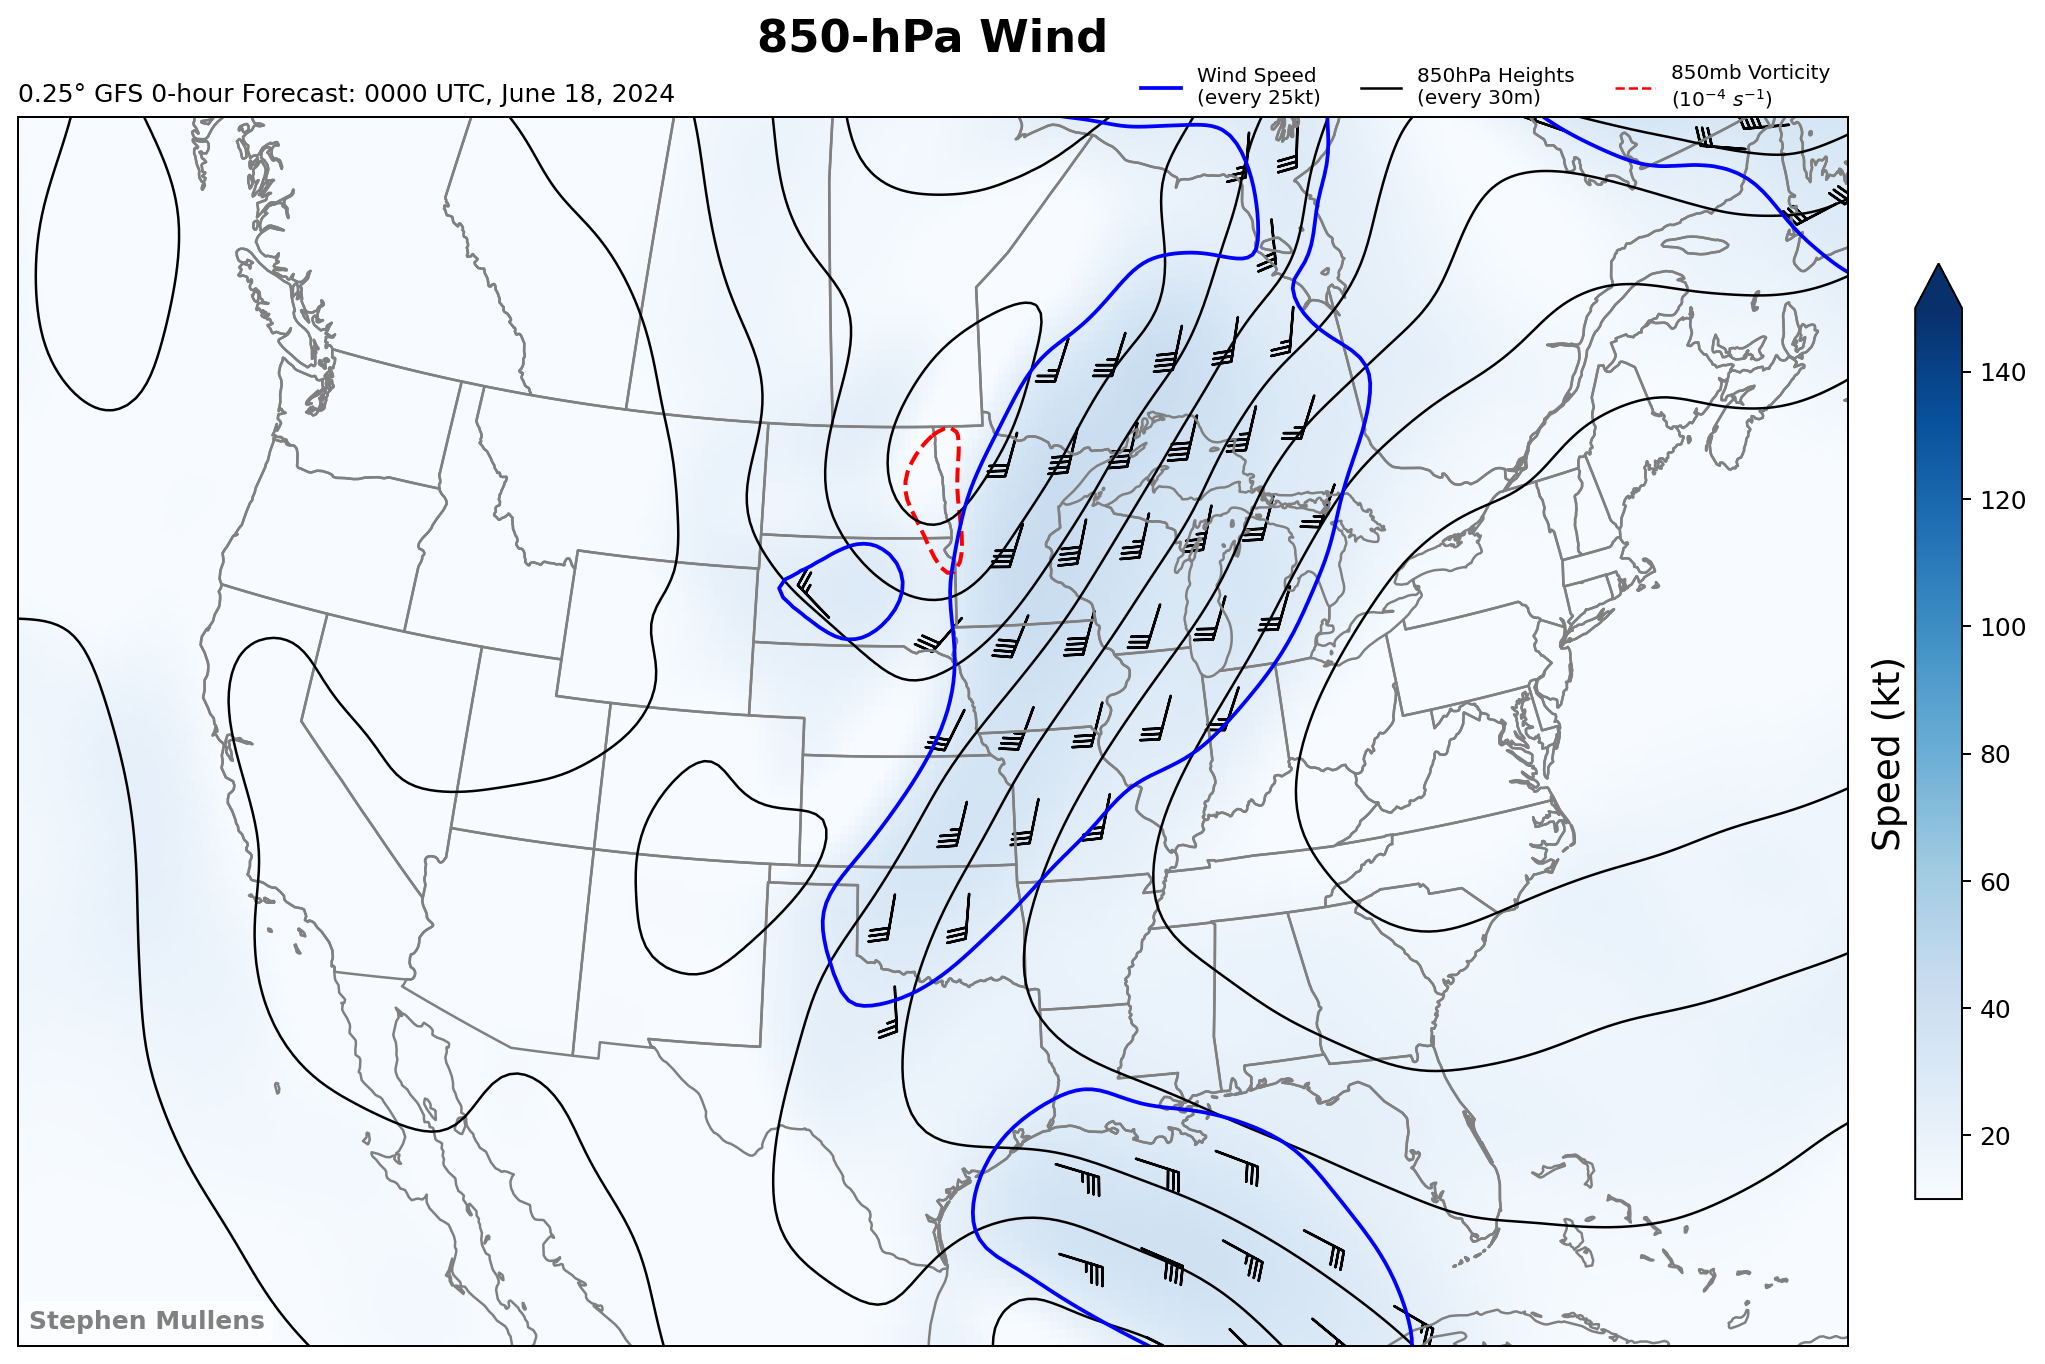 850-hPa Wind
0.25° GFS 0-hour Forecast: 0000 UTC, June 18, 2024
Wind Speed
(every 25kt)
850hPa Heights
(every 30m)
850mb Vorticity
(10⁻⁴ s⁻¹)
140
120
100
80
60
40
20
Speed (kt)
Stephen Mullens